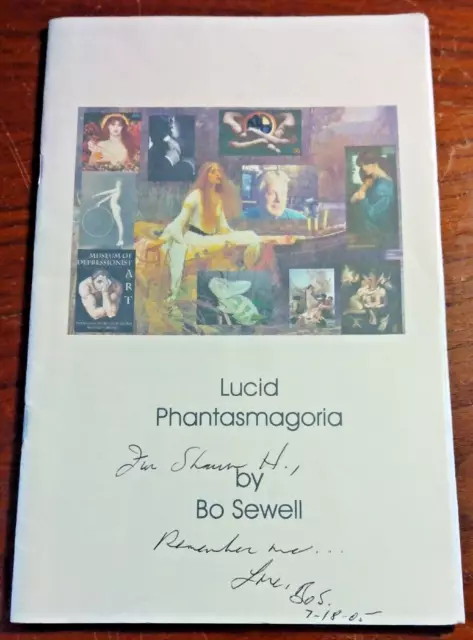 MUSEUM OF
DEPRESSIONIST
ART
Lucid
Phantasmagoria
For Shawn H.,
by
Bo Sewell
Remember me...
Love, Bo S.
7-18-05